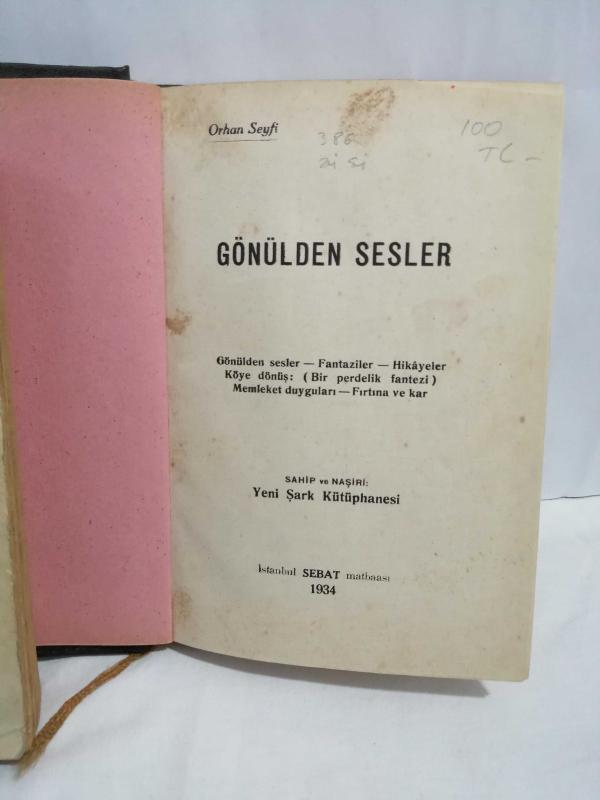 Orhan Seyfi
100
TL -
GÖNÜLDEN SESLER
Gönülden sesler — Fantaziler — Hikâyeler
Köye dönüş: ( Bir perdelik fantezi )
Memleket duyguları — Fırtına ve kar
SAHİP ve NAŞİRİ:
Yeni Şark Kütüphanesi
İstanbul SEBAT matbaası
1934